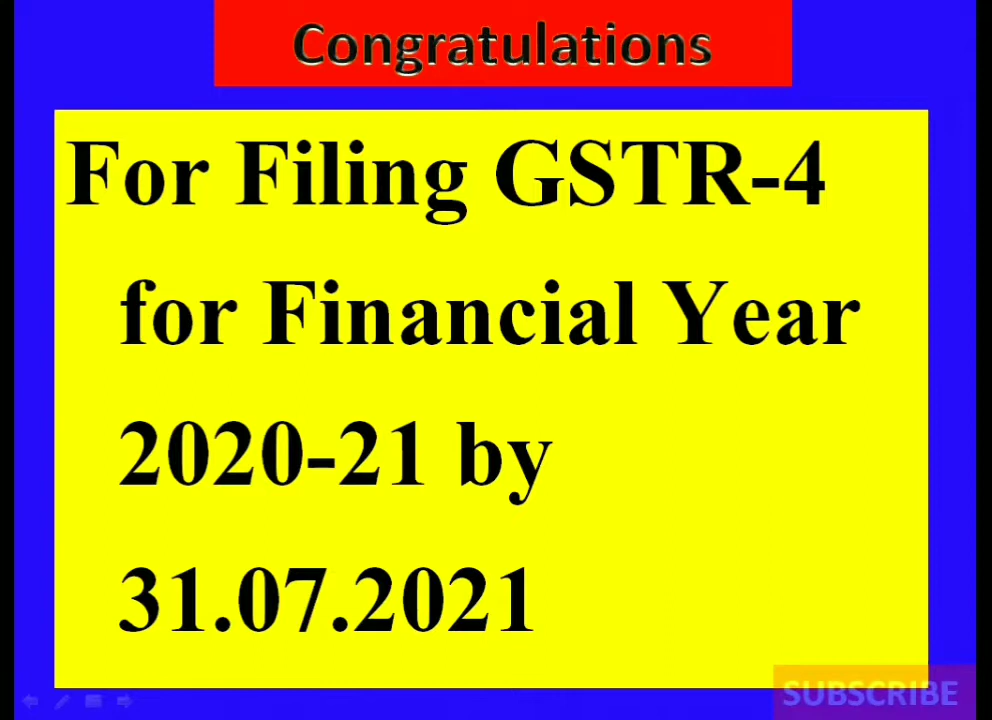 Congratulations
For Filing GSTR-4
for Financial Year
2020-21 by
31.07.2021
SUBSCRIBE